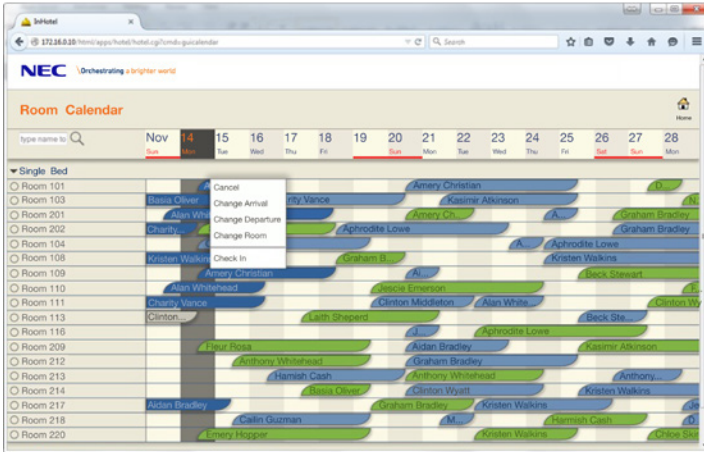 InHotel
172.16.0.10/html/apps/hotel/hotel.cgi?cmd=guicalendar
Search
NEC \Orchestrating a brighter world
Room Calendar
Home
type name to
Nov 14 15 16 17 18 19 20 21 22 23 24 25 26 27 28
Sun Mon Tue Wed Thu Fri Sun Mon Tue Wed Thu Fri Sat Sun Mon
Single Bed
Room 101 A Amery Christian D...
Room 103 Basia Oliver rity Vance Kasimir Atkinson N
Room 201 Alan Whi Amery Ch... A... Graham Bradley
Room 202 Charity... Aphrodite Lowe Graham Bradley
Room 104 A... Aphrodite Lowe
Room 108 Kristen Walkin Graham B... Kristen Walkins
Room 109 Amery Christian Ai... Beck Stewart
Room 110 Alan Whitehead Jescie Emerson K
Room 111 Charity Vance Clinton Middleton Alan White... Clinton Wy
Room 113 Clinton... Laith Sheperd Beck Ste...
Room 116 J... Aphrodite Lowe
Room 209 Fleur Rosa Aidan Bradley Kasimir Atkinson
Room 212 Anthony Whitehead Graham Bradley
Room 213 Hamish Cash Anthony Whitehead Anthony...
Room 214 Basia Oliver Clinton Wyatt Kristen Walkins
Room 217 Aidan Bradley Graham Bradley Kristen Walkins Je
Room 218 Cailin Guzman M... Hamish Cash D
Room 220 Emery Hopper Kristen Walkins Chloe Skin
Cancel
Change Arrival
Change Departure
Change Room
Check In